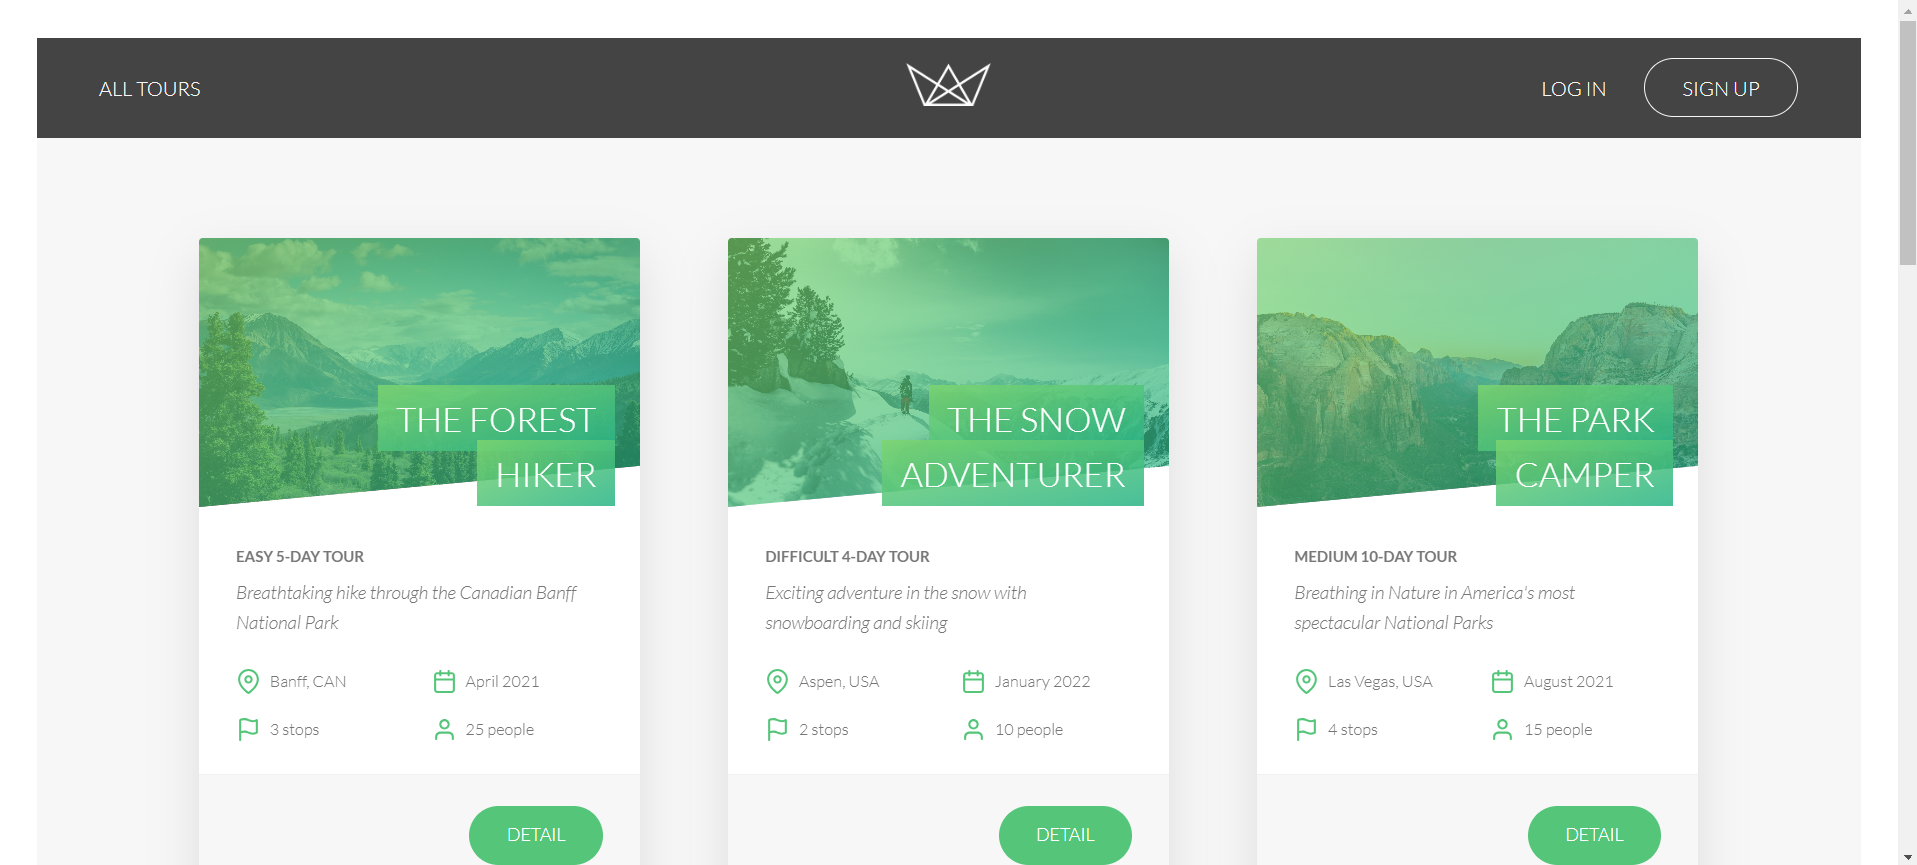 ALL TOURS
LOG IN
SIGN UP
THE FOREST
HIKER
EASY 5-DAY TOUR
Breathtaking hike through the Canadian Banff
National Park
Banff, CAN
April 2021
3 stops
25 people
DETAIL
THE SNOW
ADVENTURER
DIFFICULT 4-DAY TOUR
Exciting adventure in the snow with
snowboarding and skiing
Aspen, USA
January 2022
2 stops
10 people
DETAIL
THE PARK
CAMPER
MEDIUM 10-DAY TOUR
Breathing in Nature in America's most
spectacular National Parks
Las Vegas, USA
August 2021
4 stops
15 people
DETAIL